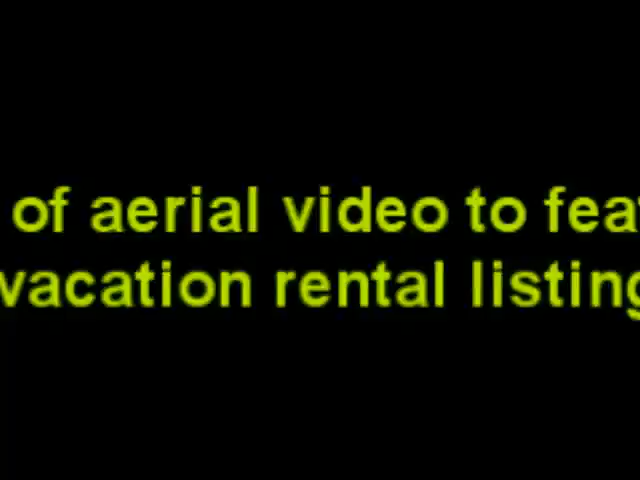 of aerial video to feat
vacation rental listing